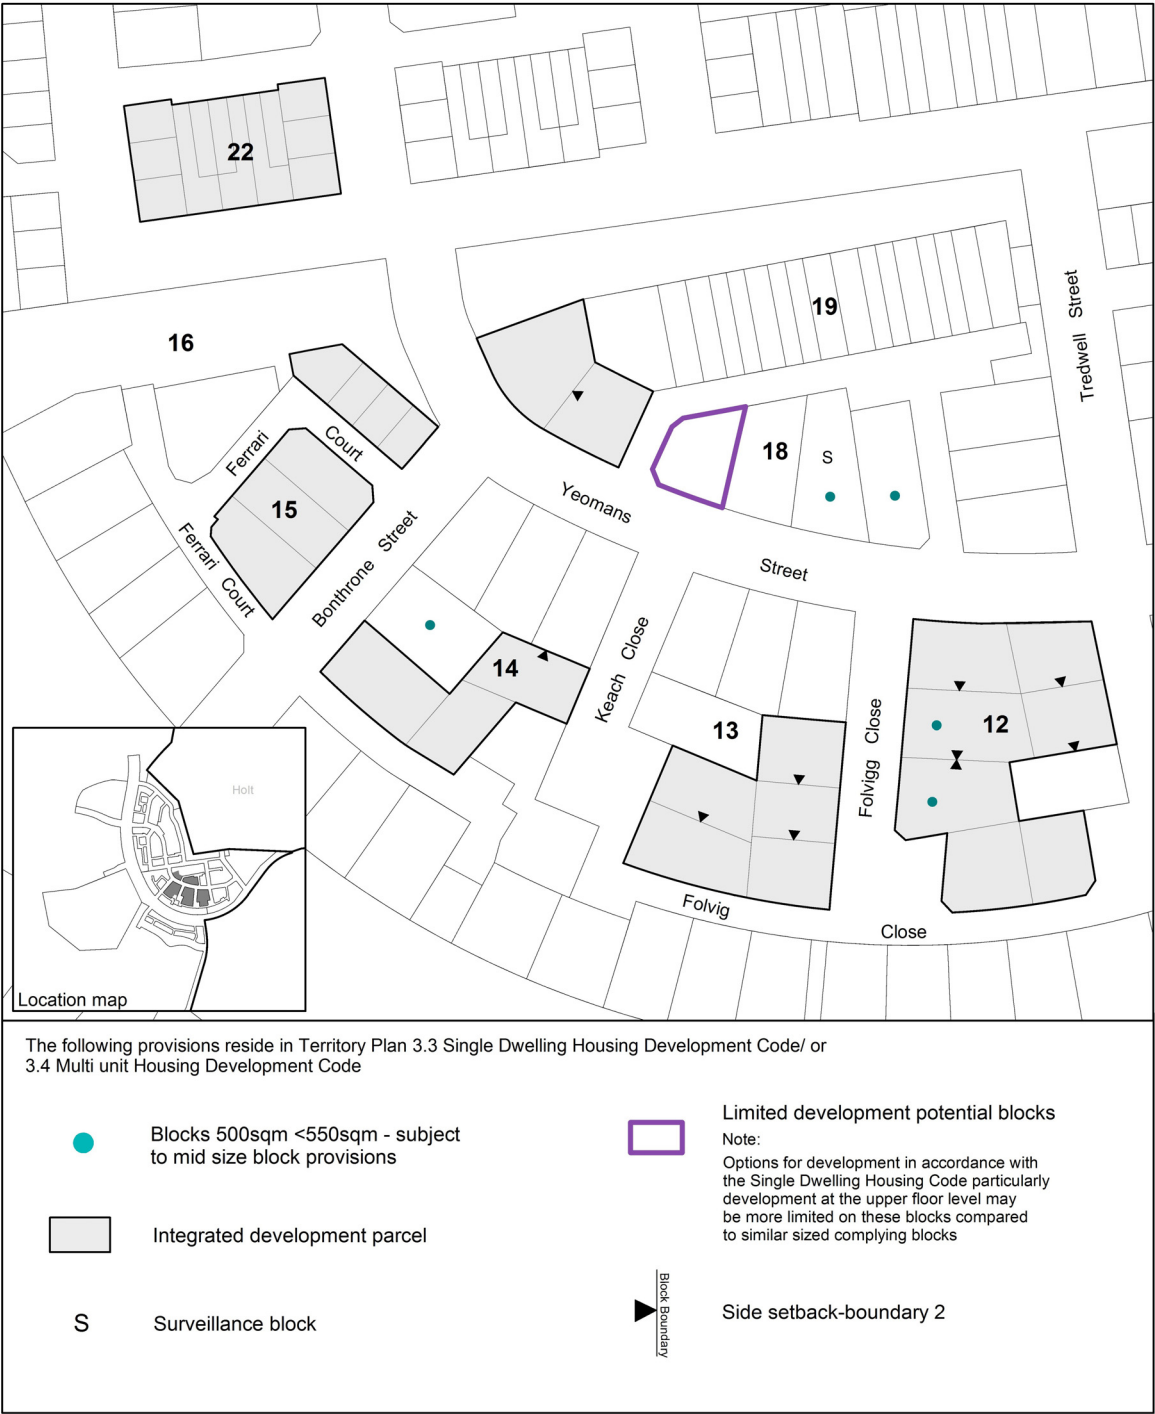 22
19
Tredwell Street
16
Ferrari
Court
18
S
15
Yeomans
Street
Ferrari Court
Bonthrone Street
14
Keach Close
13
12
Folvigg Close
Folvig
Close
Holt
Location map
The following provisions reside in Territory Plan 3.3 Single Dwelling Housing Development Code/ or
3.4 Multi unit Housing Development Code
Blocks 500sqm <550sqm - subject
to mid size block provisions
Integrated development parcel
S
Surveillance block
Limited development potential blocks
Note:
Options for development in accordance with
the Single Dwelling Housing Code particularly
development at the upper floor level may
be more limited on these blocks compared
to similar sized complying blocks
Block Boundary
Side setback-boundary 2